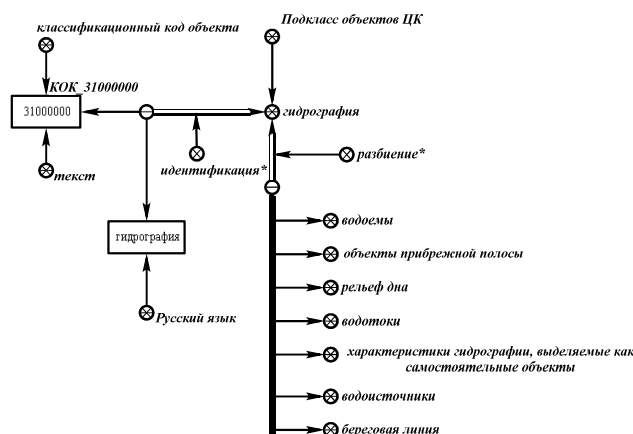 классификационный код объекта
Подкласс объектов ЦК
КОК_31000000
31000000
гидрография
идентификация*
разбиение*
текст
водоемы
гидрография
объекты прибрежной полосы
рельеф дна
Русский язык
водотоки
характеристики гидрографии, выделяемые как
самостоятельные объекты
водоисточники
береговая линия